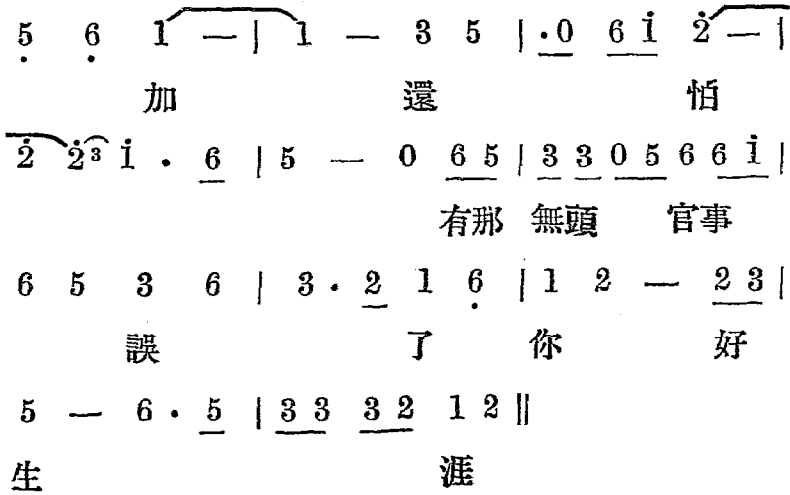 5̣ 6̣ 1 — | 1 — 3 5 | ·0 6 i 2̇ — |
加 還 怕
2̇ 2̇ 3 i · 6 | 5 — 0 6 5 | 3 3 0 5 6 6 i |
有那 無頭 官事
6 5 3 6 | 3 · 2 1 6̣ | 1 2 — 2 3 |
誤 了 你 好
5 — 6 · 5 | 3 3 3 2 1 2 ‖
生 涯